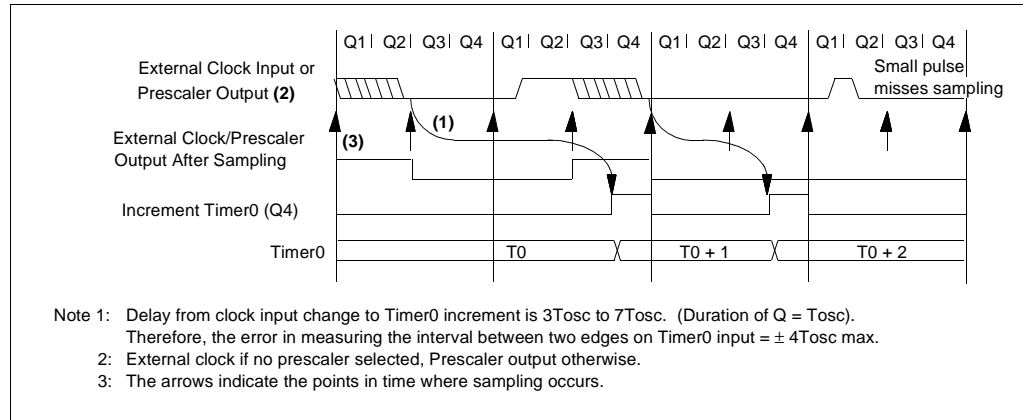 Q1 Q2 Q3 Q4 Q1 Q2 Q3 Q4 Q1 Q2 Q3 Q4 Q1 Q2 Q3 Q4
External Clock Input or
Prescaler Output (2)
Small pulse
misses sampling
(1)
(3)
External Clock/Prescaler
Output After Sampling
Increment Timer0 (Q4)
Timer0
T0
T0 + 1
T0 + 2
Note 1: Delay from clock input change to Timer0 increment is 3Tosc to 7Tosc. (Duration of Q = Tosc).
Therefore, the error in measuring the interval between two edges on Timer0 input = ± 4Tosc max.
2: External clock if no prescaler selected, Prescaler output otherwise.
3: The arrows indicate the points in time where sampling occurs.